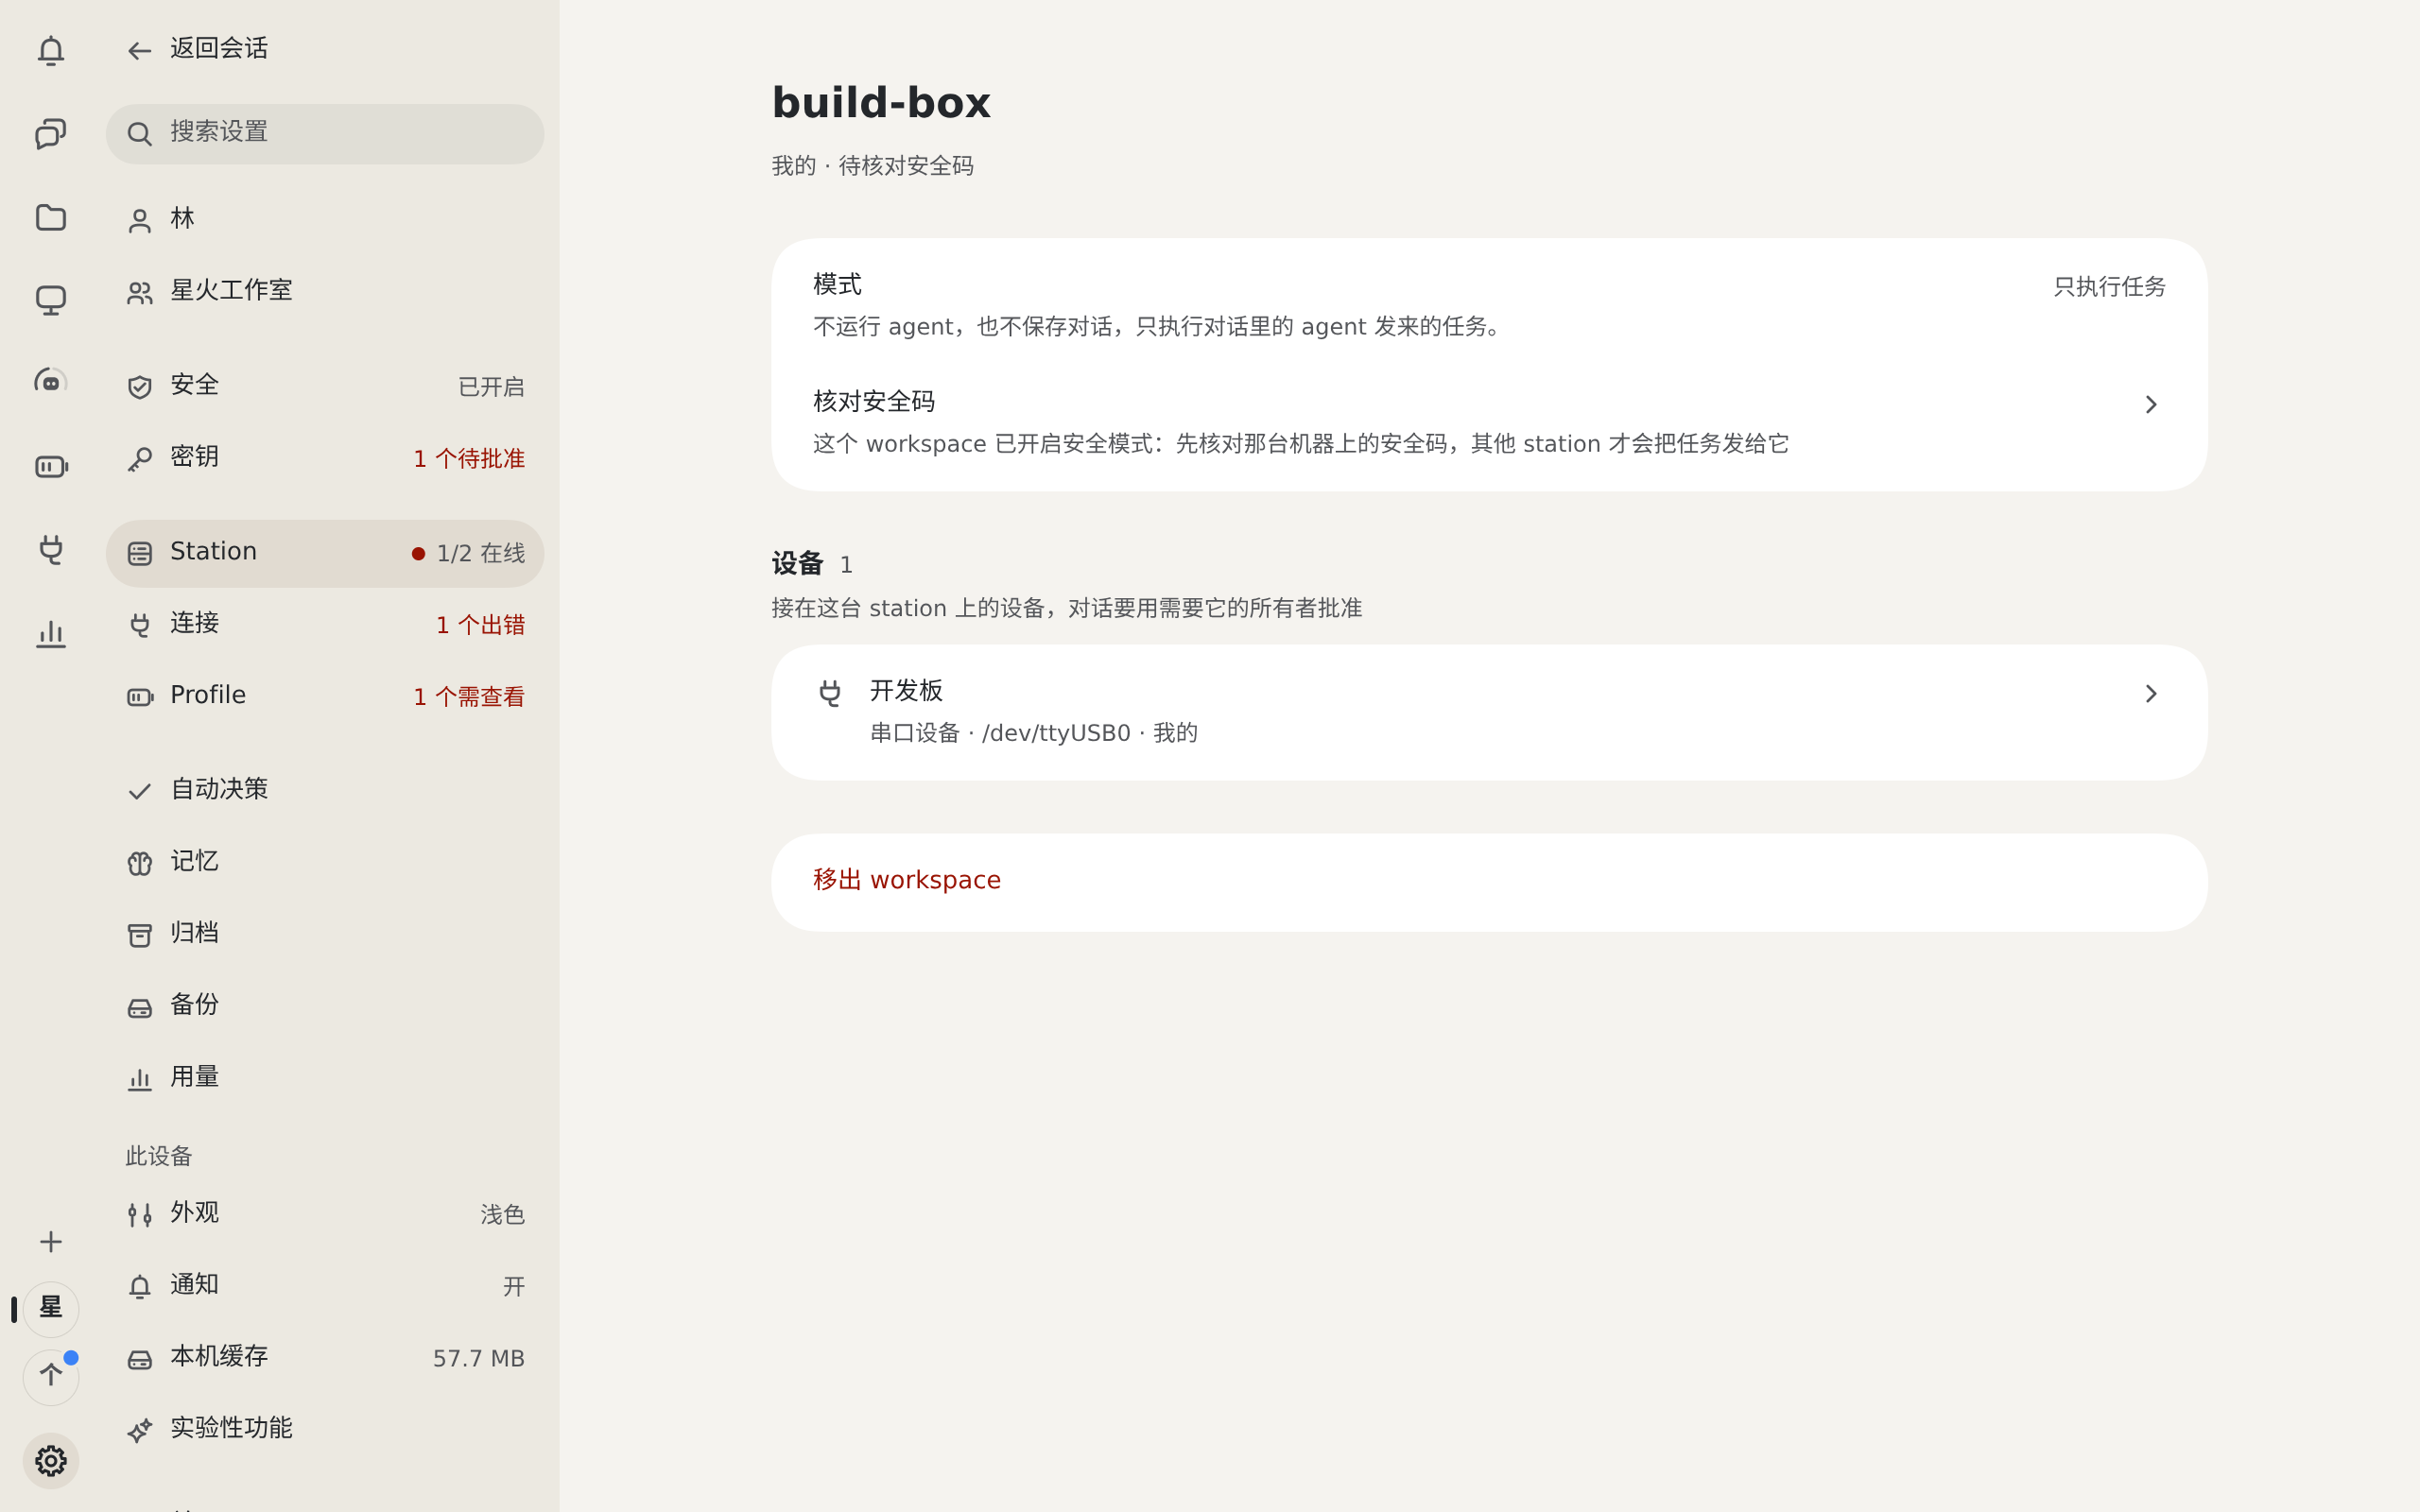 返回会话
搜索设置
林
星火工作室
安全 已开启
密钥 1 个待批准
Station 1/2 在线
连接 1 个出错
Profile 1 个需查看
自动决策
记忆
归档
备份
用量
此设备
外观 浅色
通知 开
本机缓存 57.7 MB
实验性功能
星
个
build-box
我的 · 待核对安全码
模式 只执行任务
不运行 agent，也不保存对话，只执行对话里的 agent 发来的任务。
核对安全码
这个 workspace 已开启安全模式：先核对那台机器上的安全码，其他 station 才会把任务发给它
设备 1
接在这台 station 上的设备，对话要用需要它的所有者批准
开发板
串口设备 · /dev/ttyUSB0 · 我的
移出 workspace